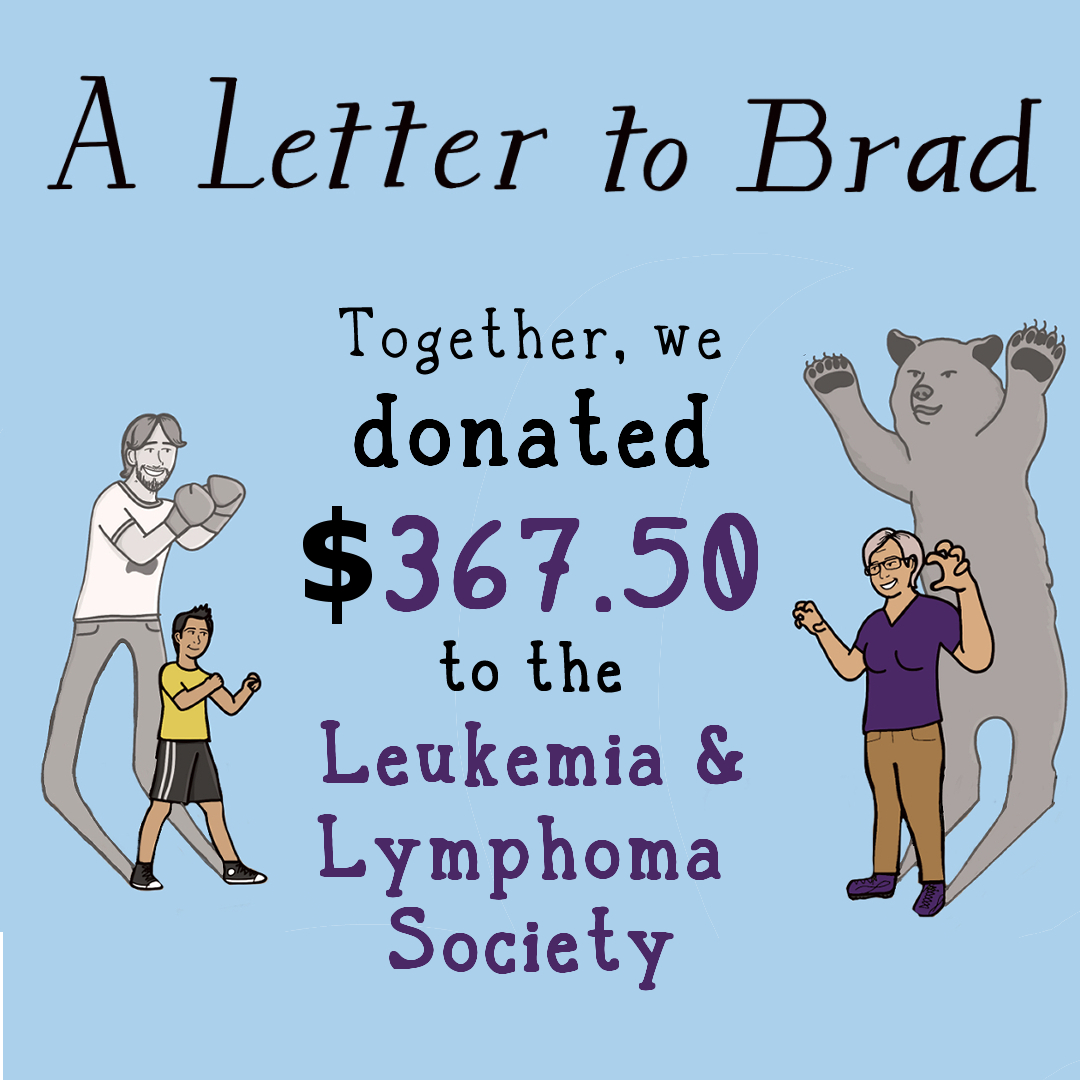 A Letter to Brad
Together, we
donated
$367.50
to the
Leukemia &
Lymphoma
Society